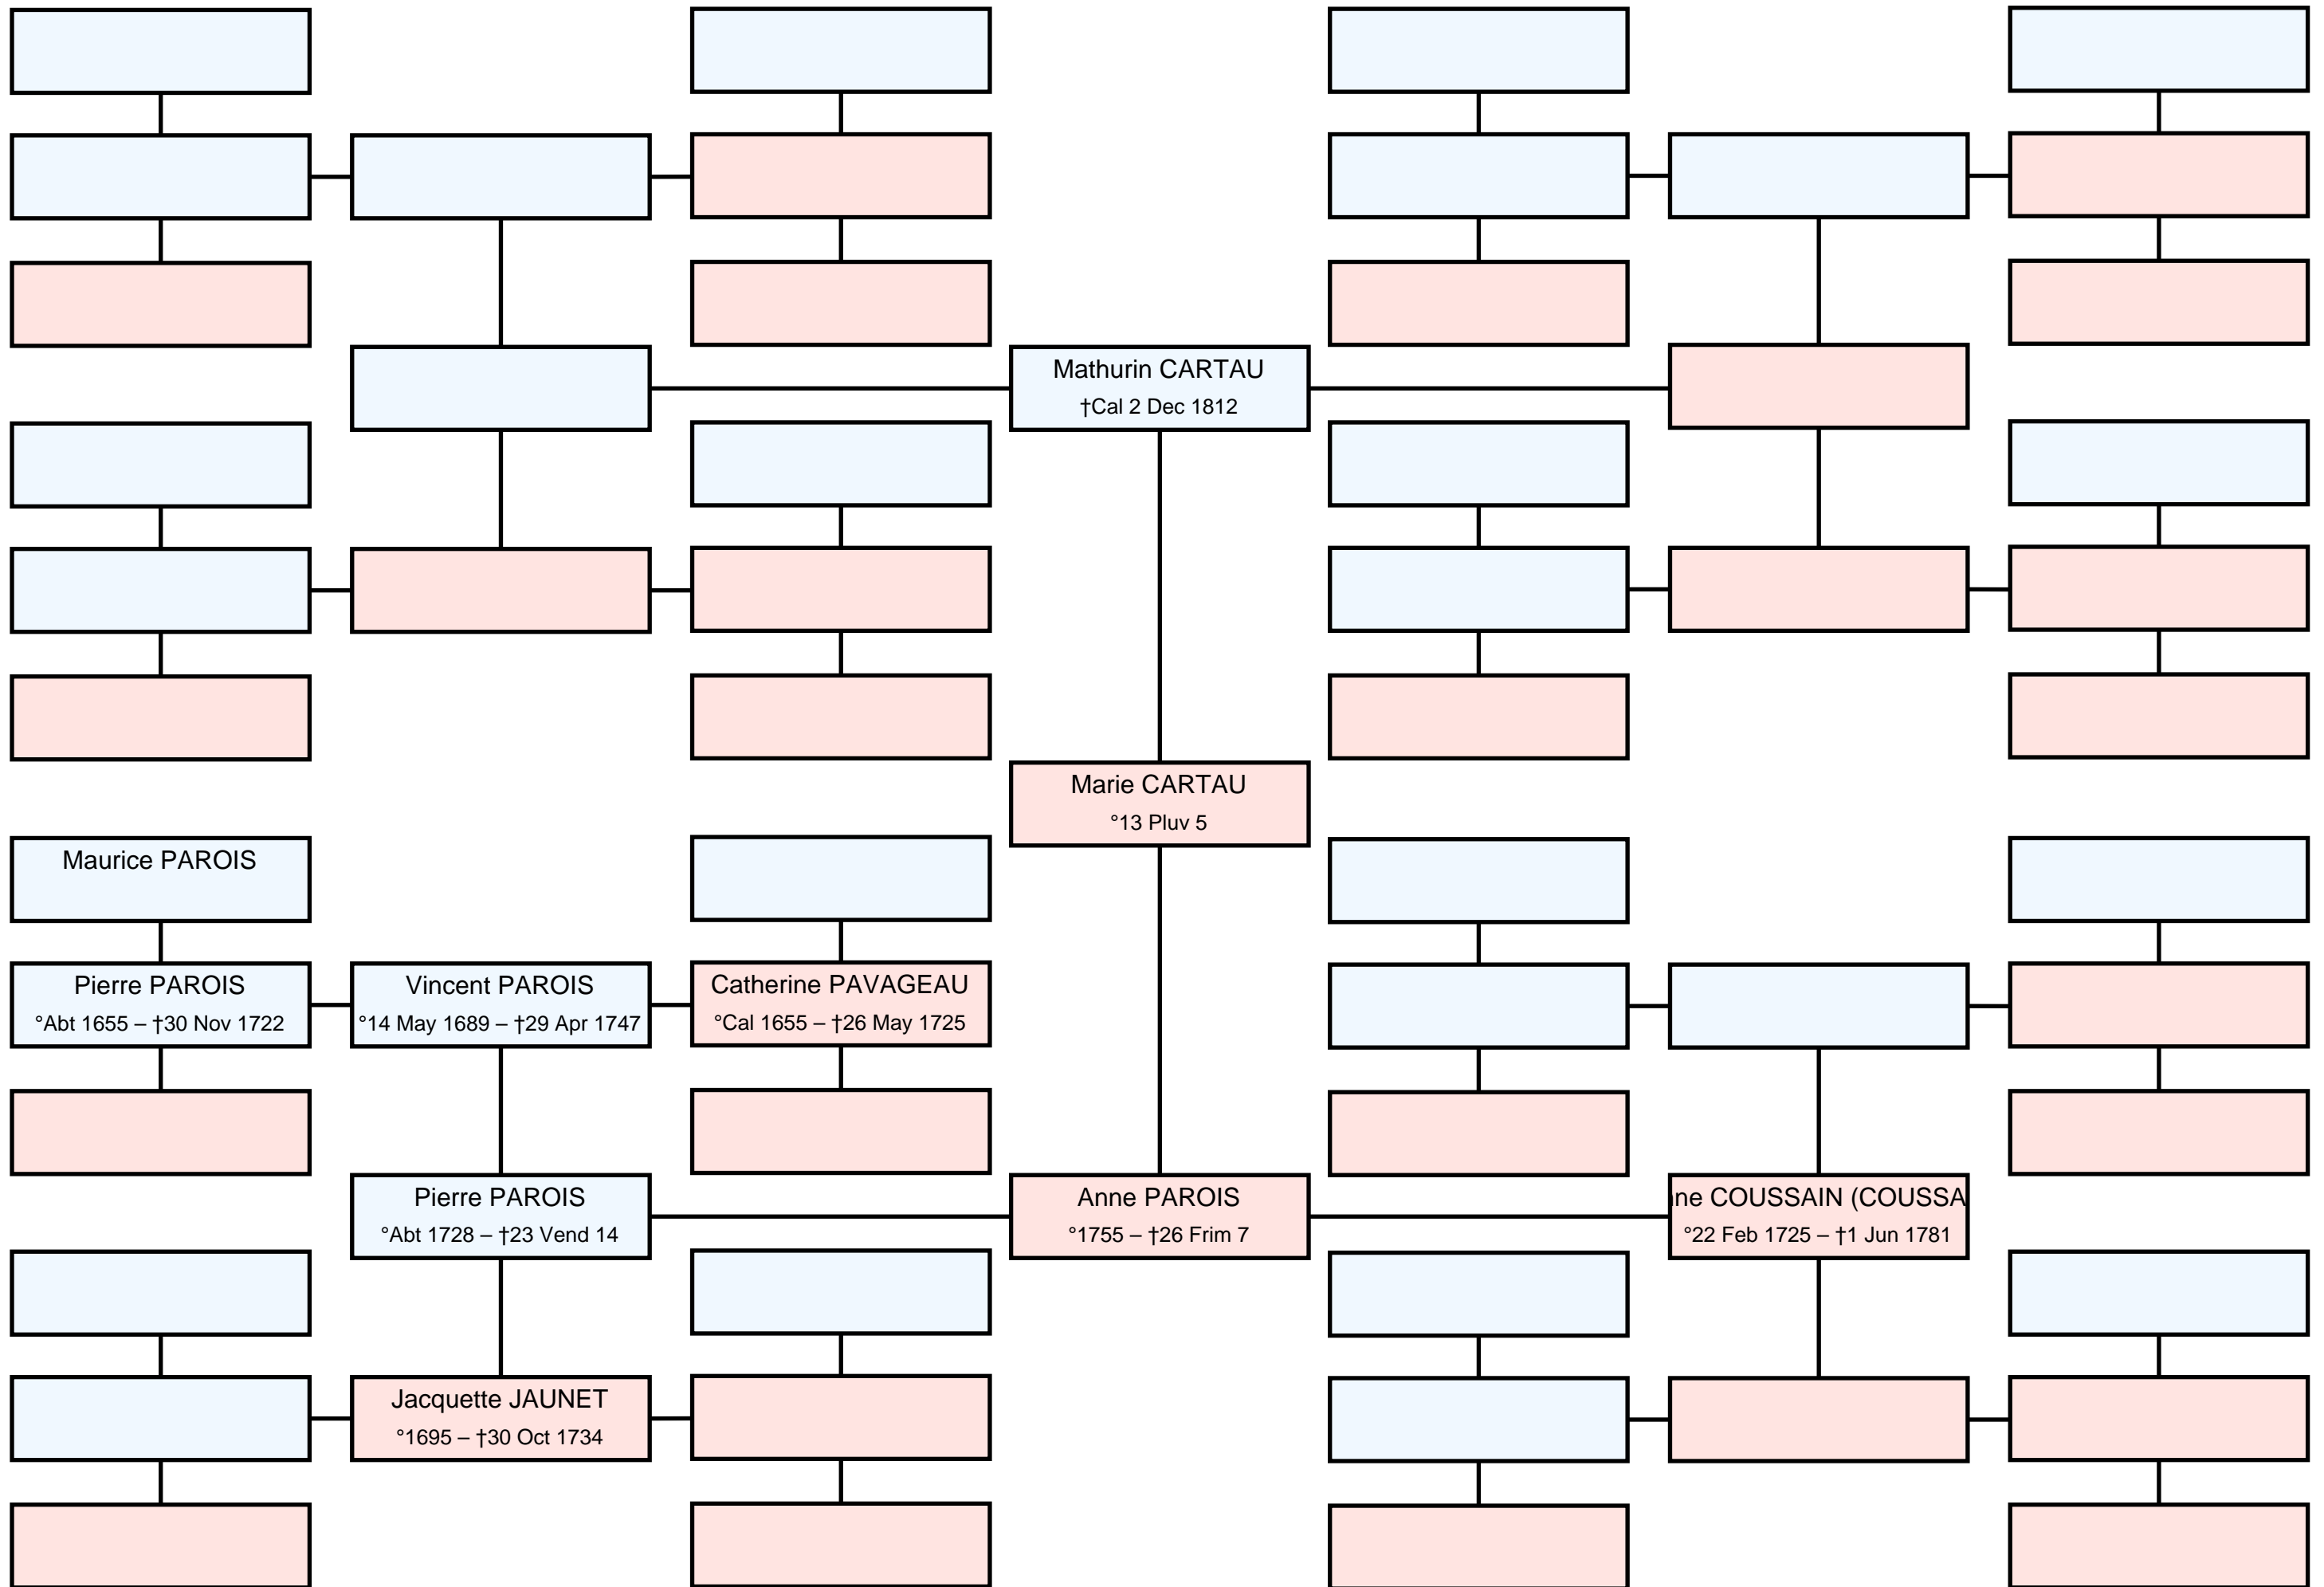 Mathurin CARTAU
†Cal 2 Dec 1812
Marie CARTAU
°13 Pluv 5
Maurice PAROIS
Pierre PAROIS
°Abt 1655 – †30 Nov 1722
Vincent PAROIS
°14 May 1689 – †29 Apr 1747
Catherine PAVAGEAU
°Cal 1655 – †26 May 1725
Pierre PAROIS
°Abt 1728 – †23 Vend 14
Anne PAROIS
°1755 – †26 Frim 7
COUSSAIN
°22 Feb 1725 – †1 Jun 1781
Jacquette JAUNET
°1695 – †30 Oct 1734